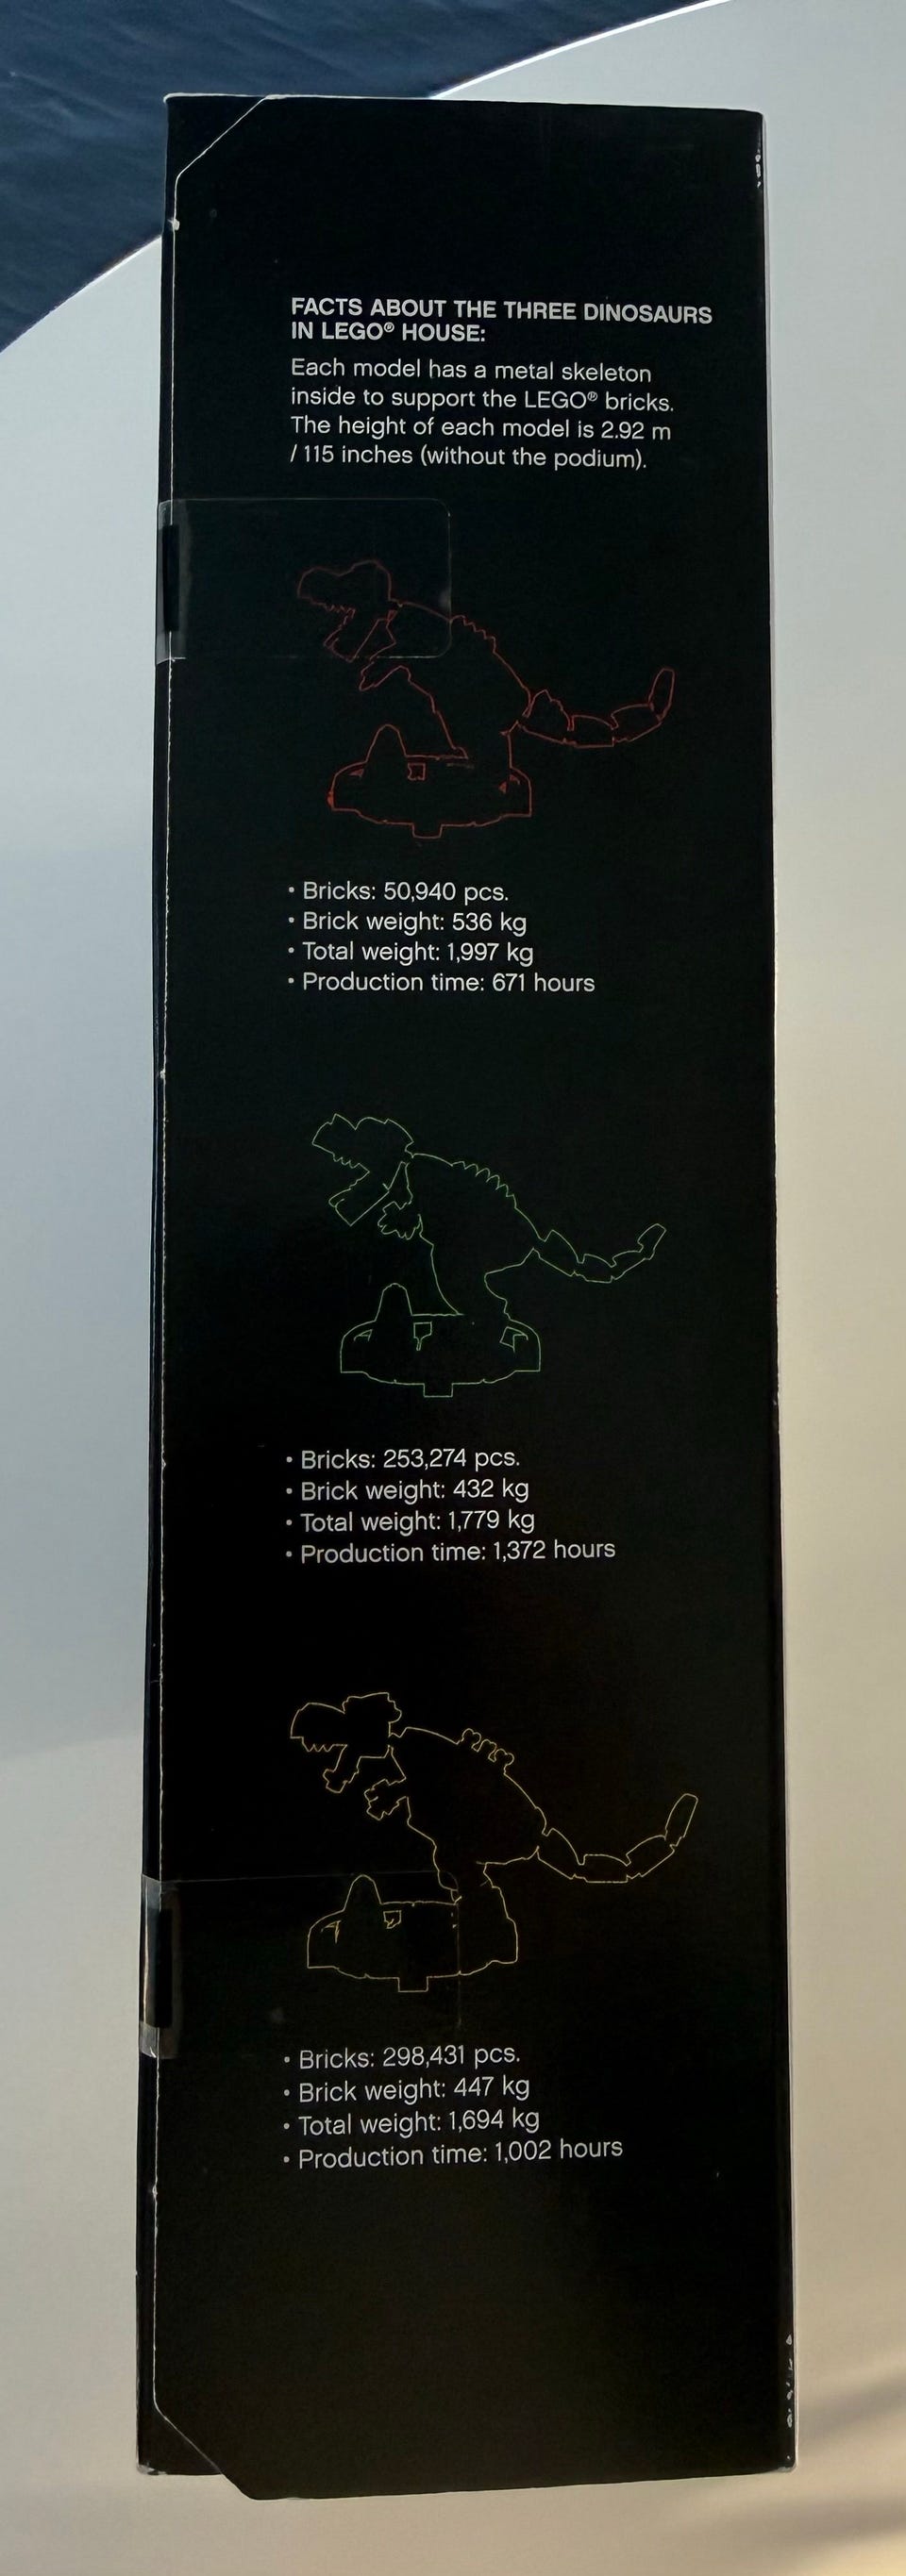 FACTS ABOUT THE THREE DINOSAURS
IN LEGO® HOUSE:
Each model has a metal skeleton
inside to support the LEGO® bricks.
The height of each model is 2.92 m
/ 115 inches (without the podium).
• Bricks: 50,940 pcs.
• Brick weight: 536 kg
• Total weight: 1,997 kg
• Production time: 671 hours
• Bricks: 253,274 pcs.
• Brick weight: 432 kg
• Total weight: 1,779 kg
• Production time: 1,372 hours
• Bricks: 298,431 pcs.
• Brick weight: 447 kg
• Total weight: 1,694 kg
• Production time: 1,002 hours